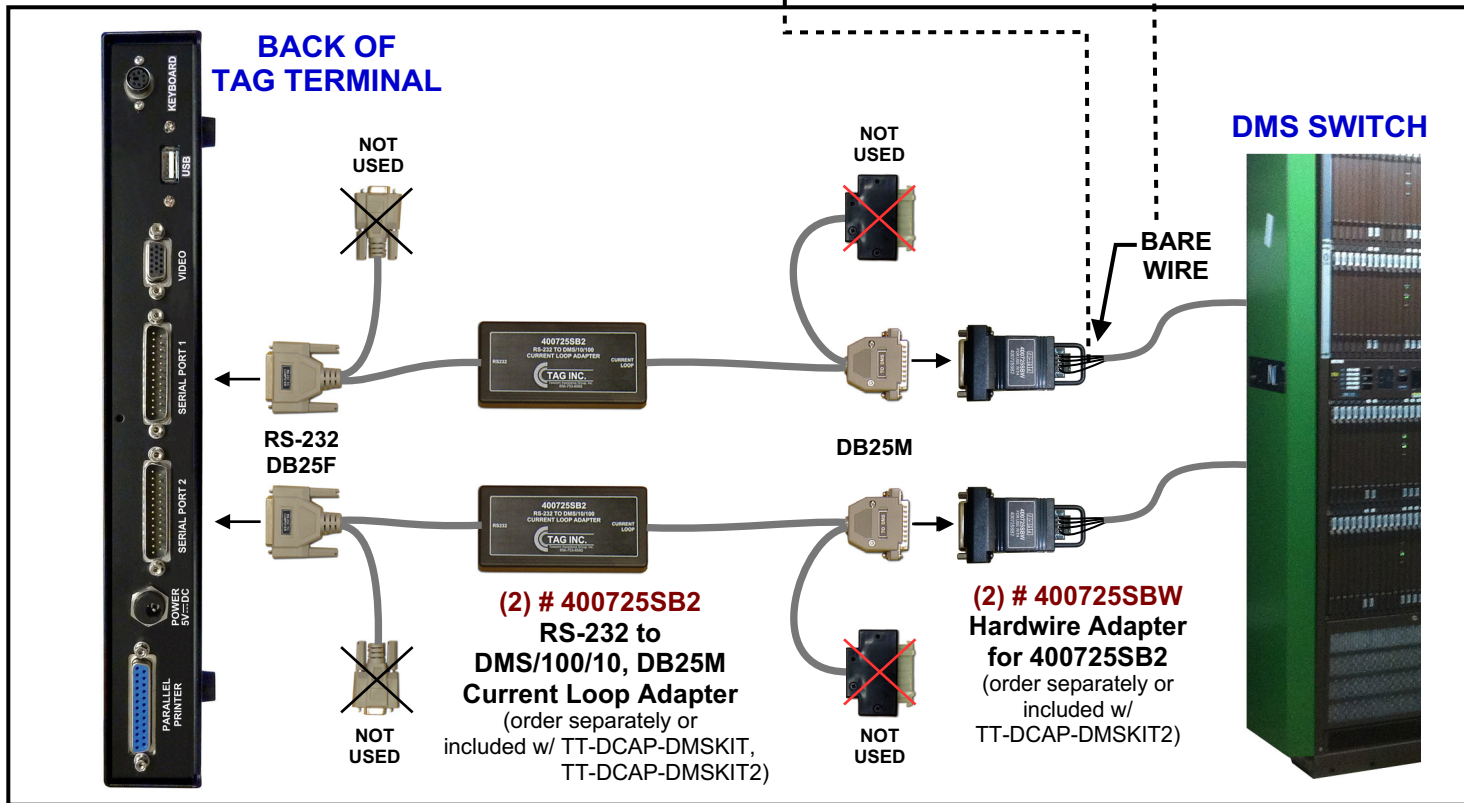 BACK OF
TAG TERMINAL
KEYBOARD
USB
VIDEO
SERIAL PORT 1
SERIAL PORT 2
POWER
5V DC
PARALLEL
PRINTER
NOT
USED
NOT
USED
DMS SWITCH
BARE
WIRE
RS232
400725SB2
RS-232 TO DMS/10/100
CURRENT LOOP ADAPTER
TAG INC.
CURRENT
LOOP
400725SBW
RS-232
DB25F
DB25M
RS232
400725SB2
RS-232 TO DMS/10/100
CURRENT LOOP ADAPTER
TAG INC.
CURRENT
LOOP
400725SBW
NOT
USED
(2) # 400725SB2
RS-232 to
DMS/100/10, DB25M
Current Loop Adapter
(order separately or
included w/ TT-DCAP-DMSKIT,
TT-DCAP-DMSKIT2)
NOT
USED
(2) # 400725SBW
Hardwire Adapter
for 400725SB2
(order separately or
included w/
TT-DCAP-DMSKIT2)